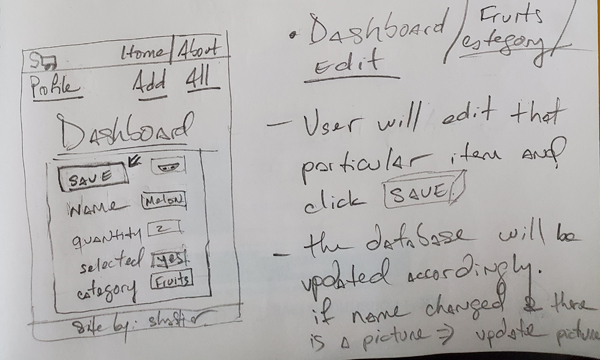 Home | About
Profile Add All
Dashboard
SAVE
Name Melon
quantity 2
selected yes
category Fruits
Site by:
• Dashboard / Fruits
Edit category /
- User will edit that
particular item and
click SAVE
- the database will be
updated accordingly.
if name changed & there
is a picture => update picture